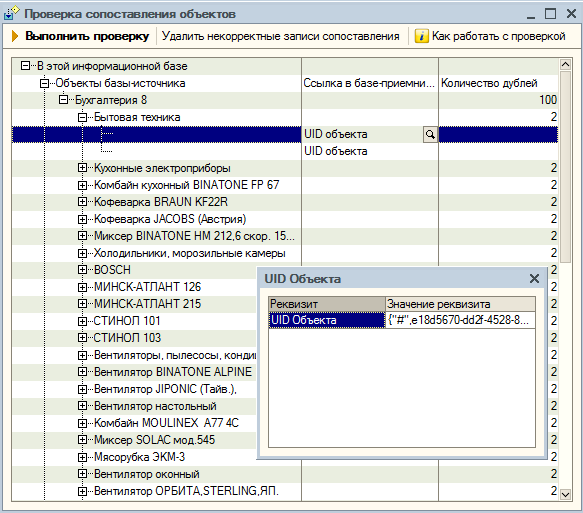 Проверка сопоставления объектов
Выполнить проверку Удалить некорректные записи сопоставления Как работать с проверкой
В этой информационной базе
Объекты базы-источника Ссылка в базе-приемни... Количество дублей
Бухгалтерия 8 100
Бытовая техника 2
UID объекта
UID объекта
Кухонные электроприборы 2
Комбайн кухонный BINATONE FP 67 2
Кофеварка BRAUN KF22R 2
Кофеварка JACOBS (Австрия) 2
Миксер BINATONE HM 212,6 скор. 15... 2
Холодильники, морозильные камеры 2
BOSCH 2
МИНСК-АТЛАНТ 126 2
МИНСК-АТЛАНТ 215 2
СТИНОЛ 101 2
СТИНОЛ 103 2
Вентиляторы, пылесосы, 2
Вентилятор BINATONE ALPINE 2
Вентилятор JIPONIC (Тайв.), 2
Вентилятор настольный 2
Комбайн MOULINEX A77 4C 2
Миксер SOLAC мод.545 2
Мясорубка ЭКМ-3 2
Вентилятор оконный 2
Вентилятор ОРБИТА,STERLING,ЯП. 2
UID Объекта
Реквизит Значение реквизита
UID Объекта {"#",e18d5670-dd2f-4528-8...